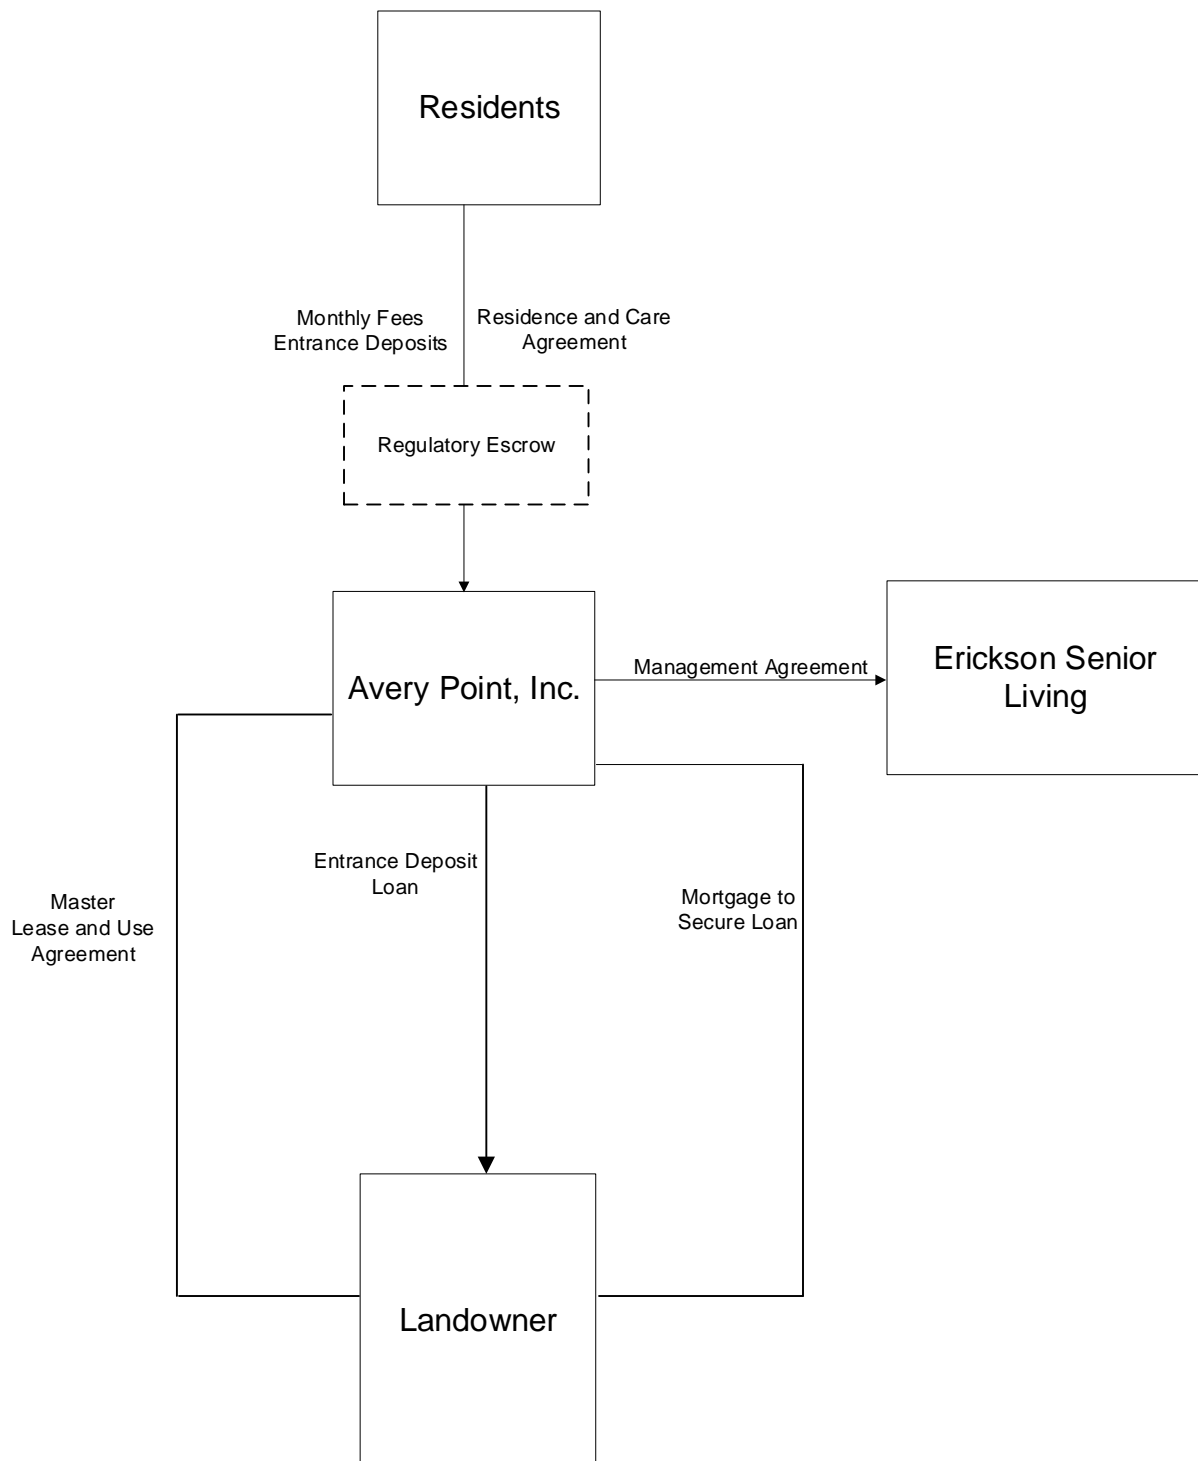 Residents
Monthly Fees
Entrance Deposits
Residence and Care
Agreement
Regulatory Escrow
Avery Point, Inc.
Management Agreement
Erickson Senior
Living
Entrance Deposit
Loan
Master
Lease and Use
Agreement
Mortgage to
Secure Loan
Landowner